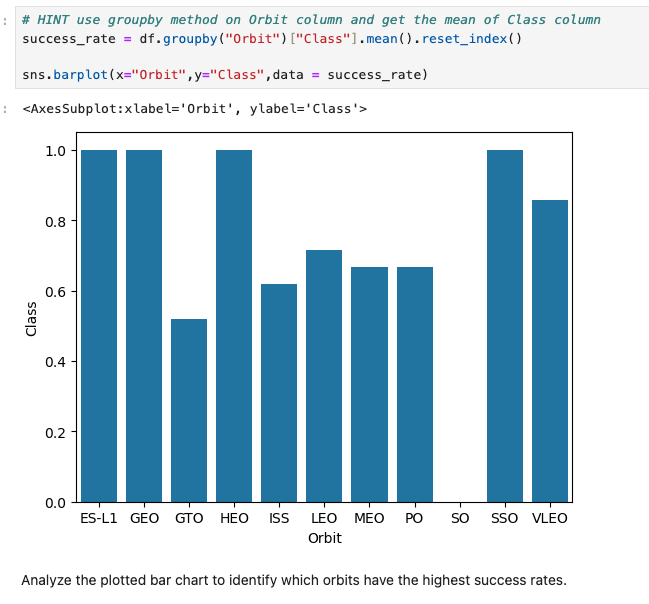 : # HINT use groupby method on Orbit column and get the mean of Class column
success_rate = df.groupby("Orbit")["Class"].mean().reset_index()
sns.barplot(x="Orbit",y="Class",data = success_rate)
: <AxesSubplot:xlabel='Orbit', ylabel='Class'>
1.0
0.8
0.6
0.4
0.2
0.0
Class
ES-L1 GEO GTO HEO ISS LEO MEO PO SO SSO VLEO
Orbit
Analyze the plotted bar chart to identify which orbits have the highest success rates.